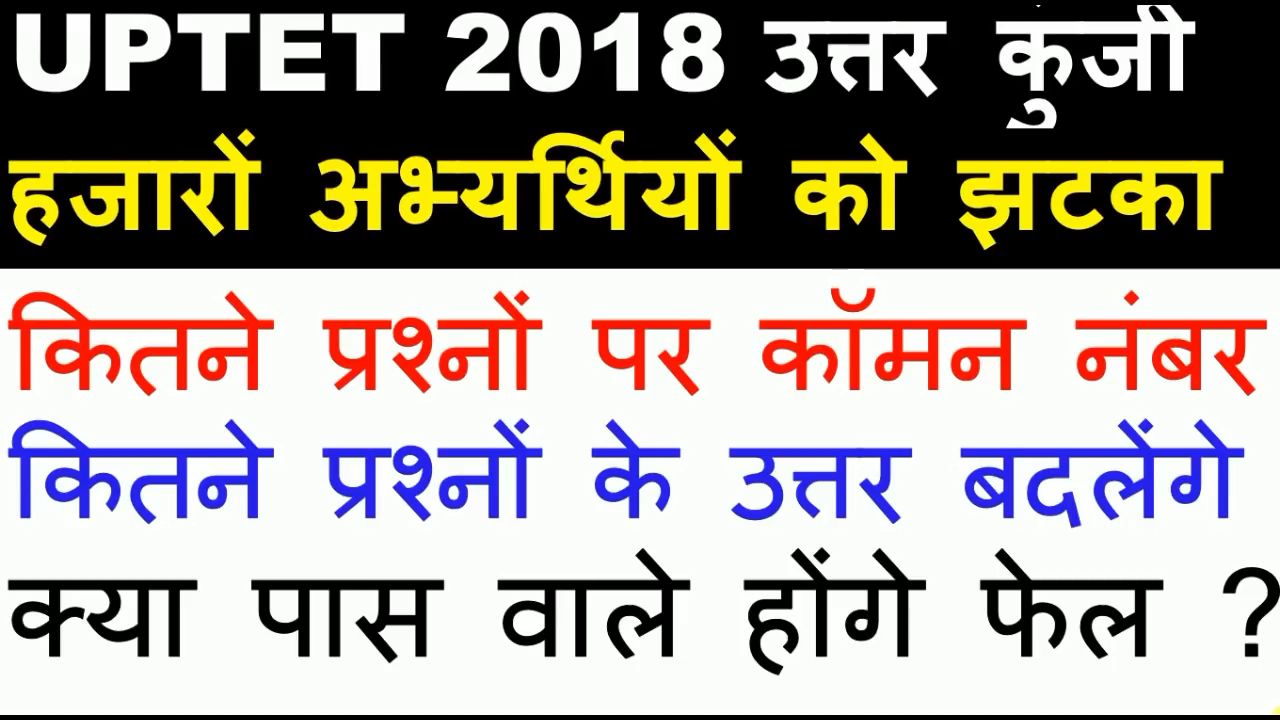 UPTET 2018 उत्तर कुंजी
हजारों अभ्यर्थियों को झटका
कितने प्रश्नों पर कॉमन नंबर
कितने प्रश्नों के उत्तर बदलेंगे
क्या पास वाले होंगे फेल ?